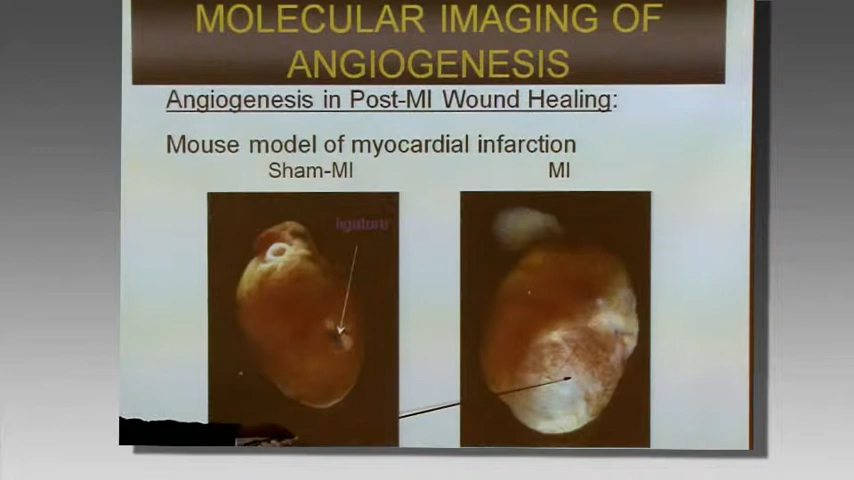 MOLECULAR IMAGING OF
ANGIOGENESIS
Angiogenesis in Post-MI Wound Healing:
Mouse model of myocardial infarction
Sham-MI
MI
ligature